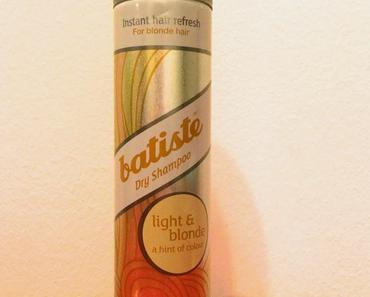 Instant hair refresh
For blonde hair
batiste
Dry Shampoo
light &
blonde
a hint of colour